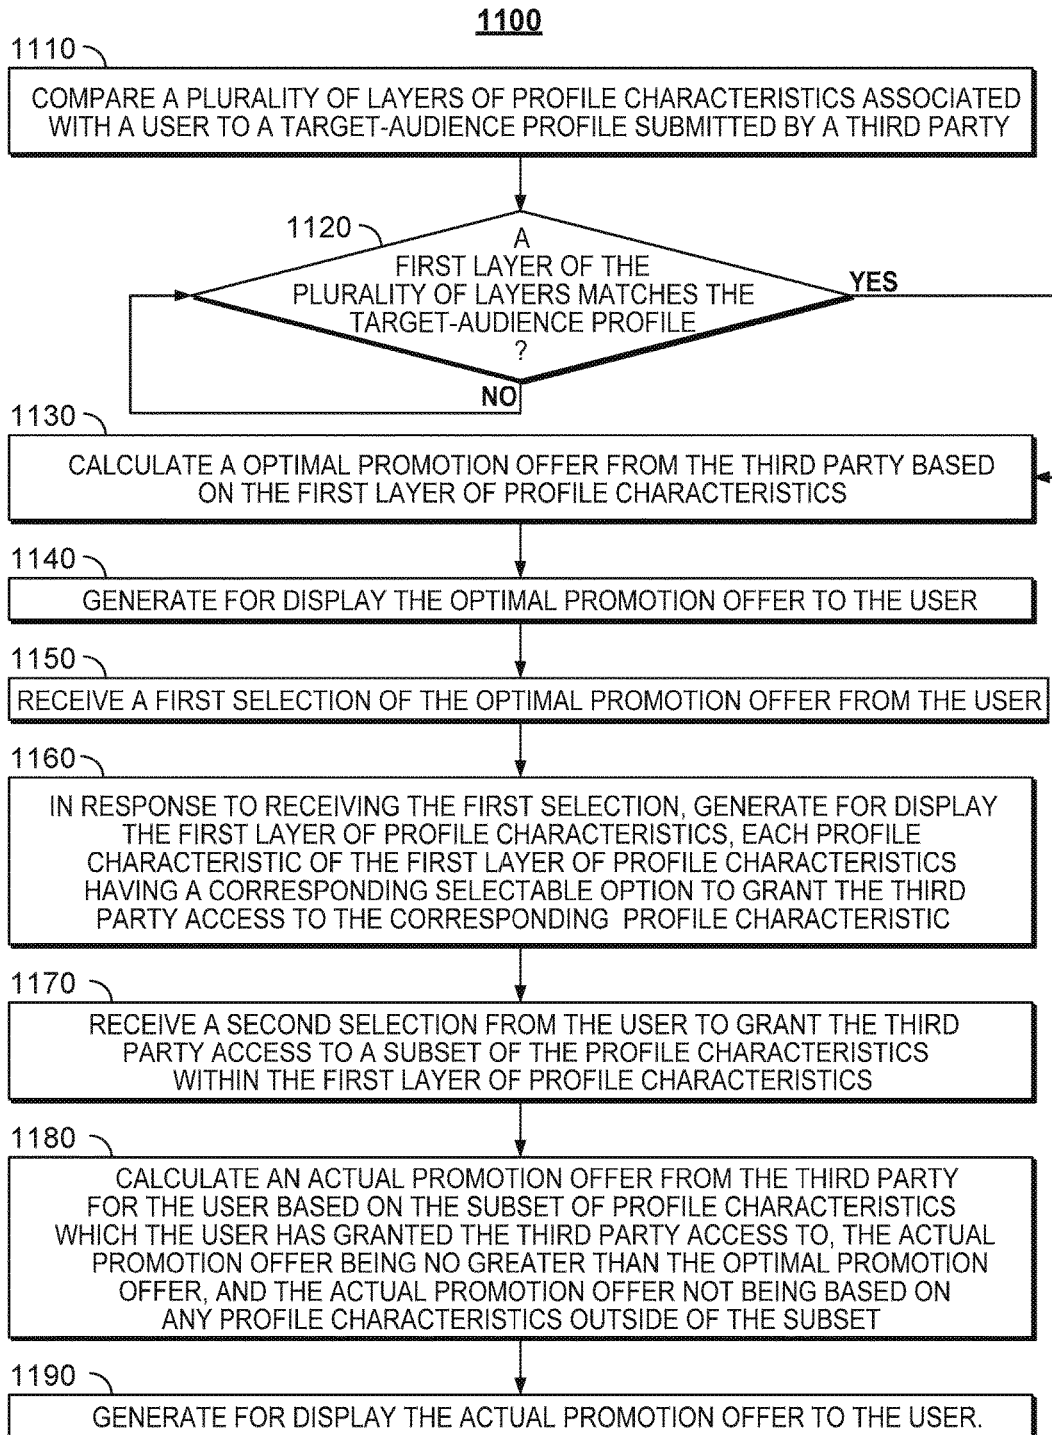 1100
1110
COMPARE A PLURALITY OF LAYERS OF PROFILE CHARACTERISTICS ASSOCIATED
WITH A USER TO A TARGET-AUDIENCE PROFILE SUBMITTED BY A THIRD PARTY
1120
A
FIRST LAYER OF THE
PLURALITY OF LAYERS MATCHES THE
TARGET-AUDIENCE PROFILE
?
YES
NO
1130
CALCULATE A OPTIMAL PROMOTION OFFER FROM THE THIRD PARTY BASED
ON THE FIRST LAYER OF PROFILE CHARACTERISTICS
1140
GENERATE FOR DISPLAY THE OPTIMAL PROMOTION OFFER TO THE USER
1150
RECEIVE A FIRST SELECTION OF THE OPTIMAL PROMOTION OFFER FROM THE USER
1160
IN RESPONSE TO RECEIVING THE FIRST SELECTION, GENERATE FOR DISPLAY
THE FIRST LAYER OF PROFILE CHARACTERISTICS, EACH PROFILE
CHARACTERISTIC OF THE FIRST LAYER OF PROFILE CHARACTERISTICS
HAVING A CORRESPONDING SELECTABLE OPTION TO GRANT THE THIRD
PARTY ACCESS TO THE CORRESPONDING PROFILE CHARACTERISTIC
1170
RECEIVE A SECOND SELECTION FROM THE USER TO GRANT THE THIRD
PARTY ACCESS TO A SUBSET OF THE PROFILE CHARACTERISTICS
WITHIN THE FIRST LAYER OF PROFILE CHARACTERISTICS
1180
CALCULATE AN ACTUAL PROMOTION OFFER FROM THE THIRD PARTY
FOR THE USER BASED ON THE SUBSET OF PROFILE CHARACTERISTICS
WHICH THE USER HAS GRANTED THE THIRD PARTY ACCESS TO, THE ACTUAL
PROMOTION OFFER BEING NO GREATER THAN THE OPTIMAL PROMOTION
OFFER, AND THE ACTUAL PROMOTION OFFER NOT BEING BASED ON
ANY PROFILE CHARACTERISTICS OUTSIDE OF THE SUBSET
1190
GENERATE FOR DISPLAY THE ACTUAL PROMOTION OFFER TO THE USER.